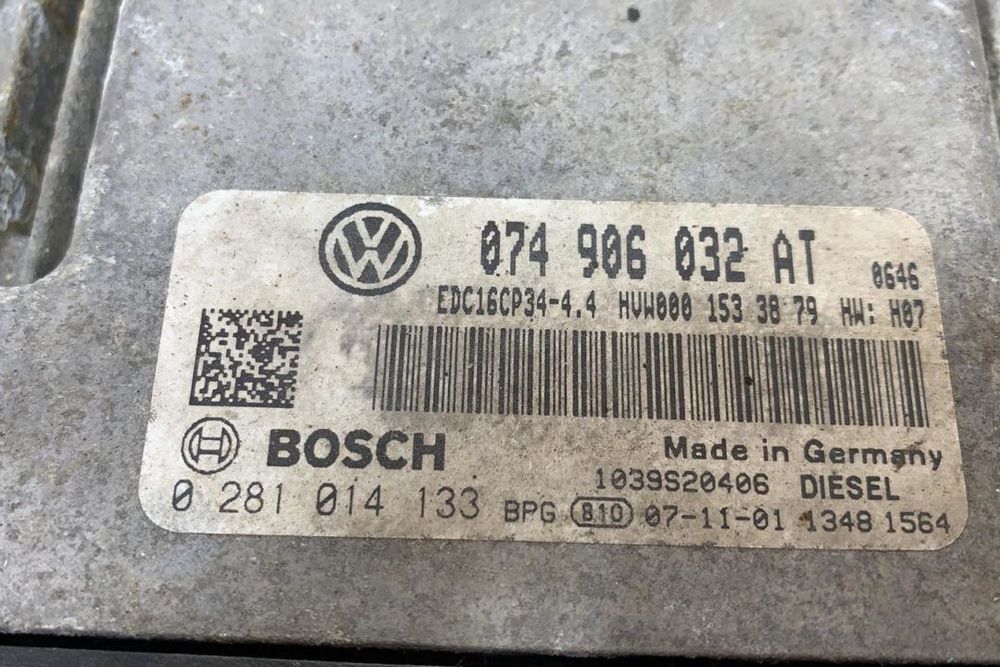 074 906 032 AT 0646
EDC16CP34-4.4 HVW000 153 38 79 HW: H07
BOSCH
Made in Germany
1039S20406 DIESEL
0 281 014 133 BPG 810 07-11-01 1348 1564